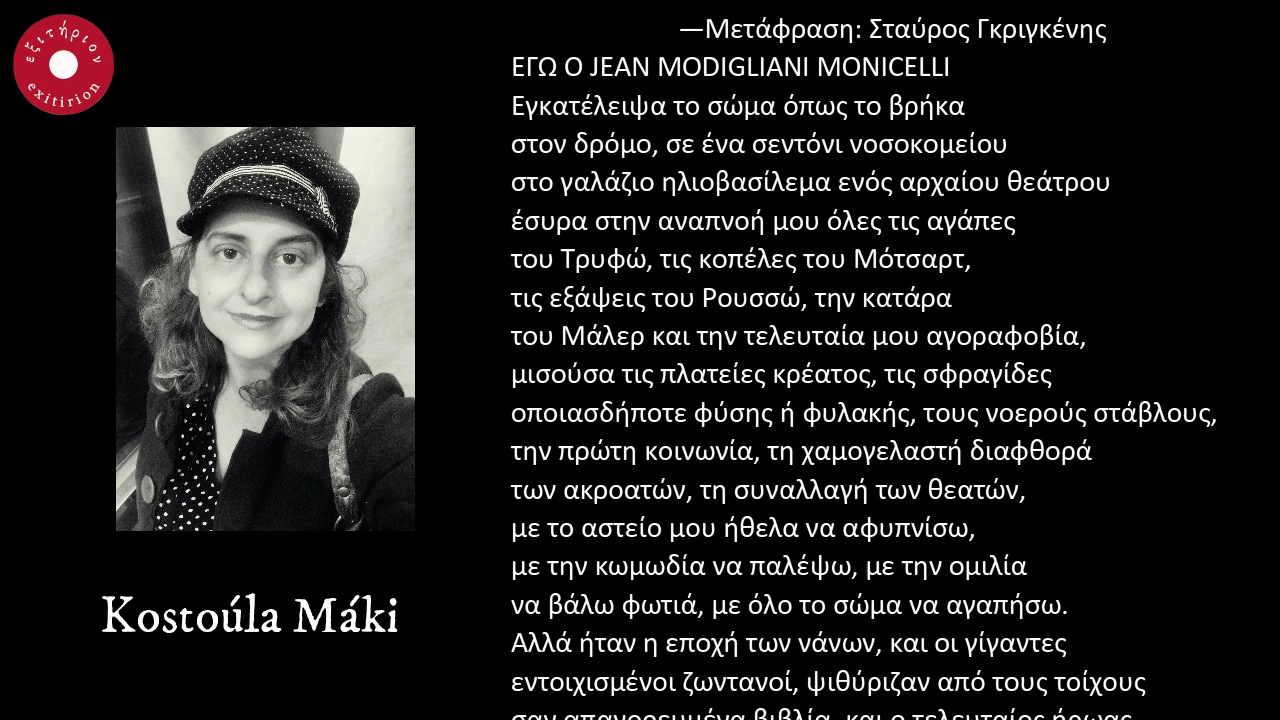 εξιτήριον
exitirion
Kostoúla Máki
—Μετάφραση: Σταύρος Γκριγκένης
ΕΓΩ Ο JEAN MODIGLIANI MONICELLI
Εγκατέλειψα το σώμα όπως το βρήκα
στον δρόμο, σε ένα σεντόνι νοσοκομείου
στο γαλάζιο ηλιοβασίλεμα ενός αρχαίου θεάτρου
έσυρα στην αναπνοή μου όλες τις αγάπες
του Τρυφώ, τις κοπέλες του Μότσαρτ,
τις εξάψεις του Ρουσσώ, την κατάρα
του Μάλερ και την τελευταία μου αγοραφοβία,
μισούσα τις πλατείες κρέατος, τις σφραγίδες
οποιασδήποτε φύσης ή φυλακής, τους νοερούς στάβλους,
την πρώτη κοινωνία, τη χαμογελαστή διαφθορά
των ακροατών, τη συναλλαγή των θεατών,
με το αστείο μου ήθελα να αφυπνίσω,
με την κωμωδία να παλέψω, με την ομιλία
να βάλω φωτιά, με όλο το σώμα να αγαπήσω.
Αλλά ήταν η εποχή των νάνων, και οι γίγαντες
εντοιχισμένοι ζωντανοί, ψιθύριζαν από τους τοίχους
σαν απαγορευμένα βιβλία, και ο τελευταίος ήρωας